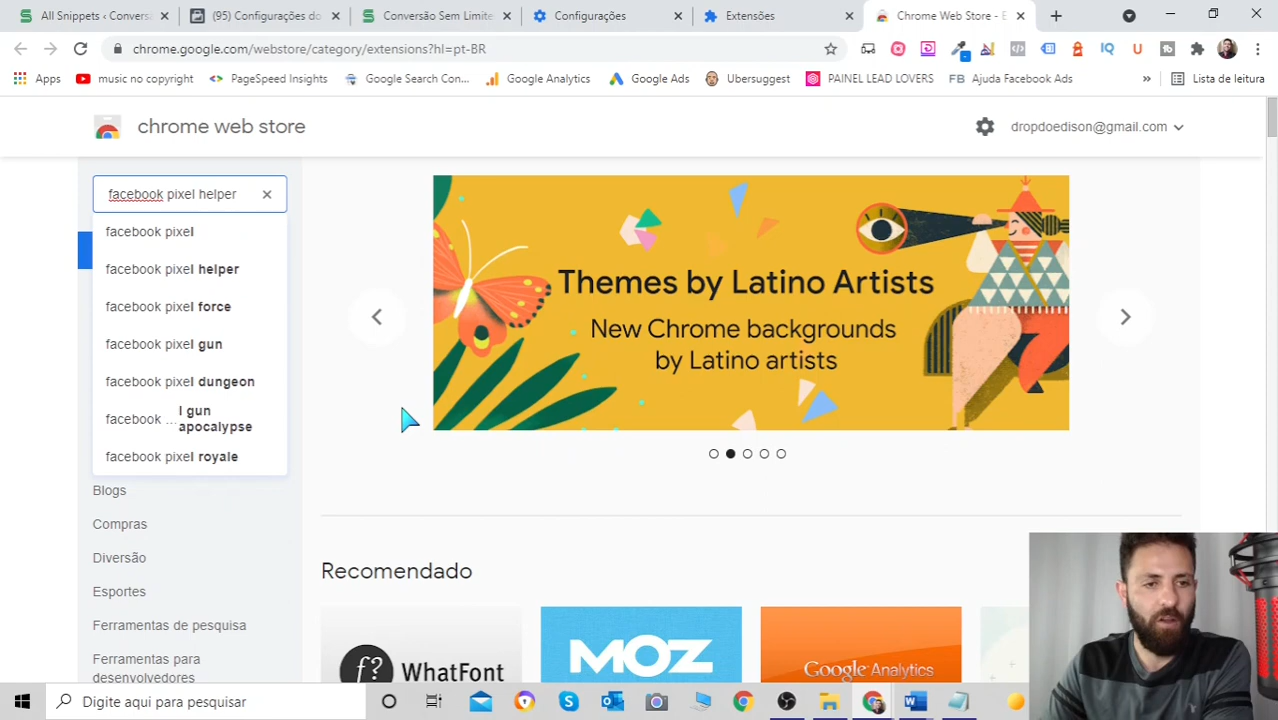 All Snippets ‹ Convers
(95) Configurações do
Conversão Sem Limite
Configurações
Extensões
Chrome Web Store - E
chrome.google.com/webstore/category/extensions?hl=pt-BR
IQ
U
Apps
music no copyright
PageSpeed Insights
Google Search Con...
Google Analytics
Google Ads
Ubersuggest
PAINEL LEAD LOVERS
FB Ajuda Facebook Ads
»
Lista de leitura
chrome web store
dropdoedison@gmail.com
facebook pixel helper
facebook pixel
facebook pixel helper
facebook pixel force
facebook pixel gun
facebook pixel dungeon
facebook ... l gun
apocalypse
facebook pixel royale
Blogs
Compras
Diversão
Esportes
Ferramentas de pesquisa
Ferramentas para
desenvolvedores
Themes by Latino Artists
New Chrome backgrounds
by Latino artists
Recomendado
f? WhatFont
MOZ
Google Analytics
Digite aqui para pesquisar